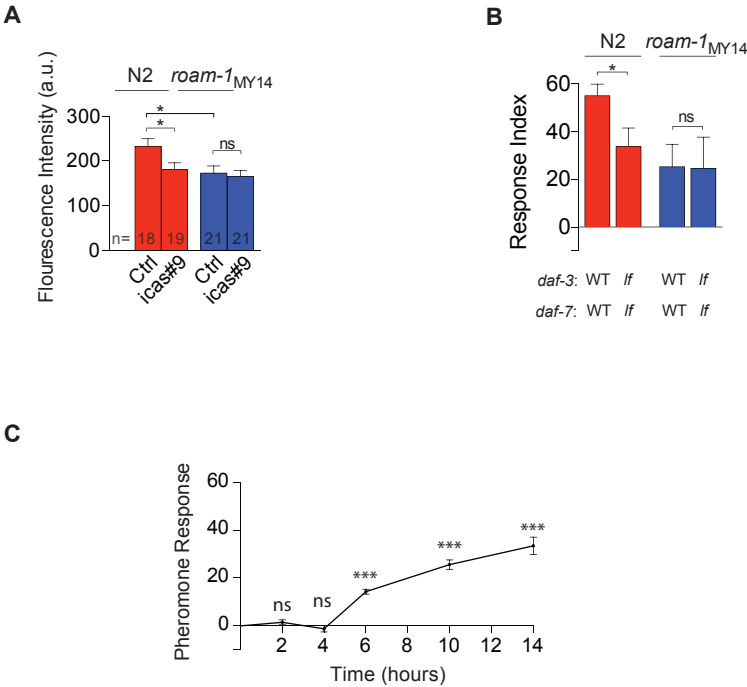 A
N2 roam-1MY14
Flourescence Intensity (a.u.)
300
200
100
0
*
*
ns
n= 18 19 21 21
Ctrl
icas#9
Ctrl
icas#9
B
N2 roam-1MY14
Response Index
60
40
20
0
*
ns
daf-3: WT lf WT lf
daf-7: WT lf WT lf
C
Pheromone Response
60
40
20
0
ns
ns
***
***
***
2 4 6 8 10 12 14
Time (hours)